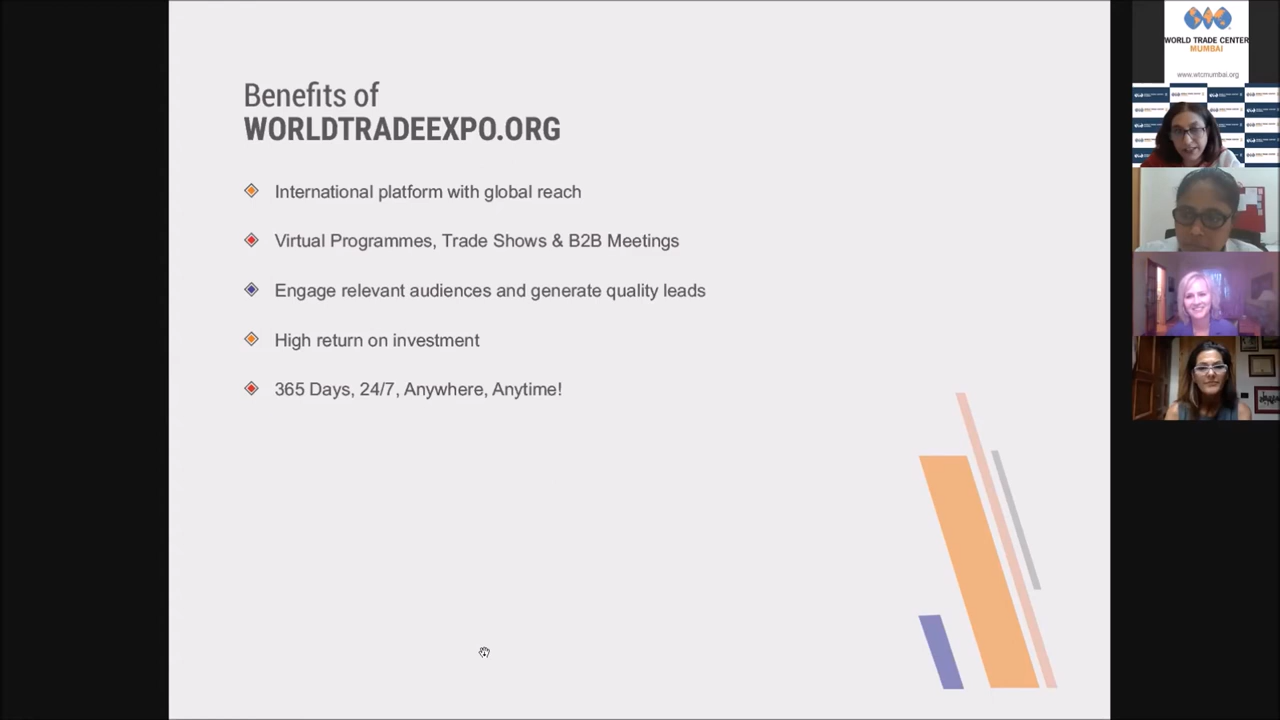 Benefits of
WORLDTRADEEXPO.ORG
International platform with global reach
Virtual Programmes, Trade Shows & B2B Meetings
Engage relevant audiences and generate quality leads
High return on investment
365 Days, 24/7, Anywhere, Anytime!
WORLD TRADE CENTER
MUMBAI
www.wtcmumbai.org